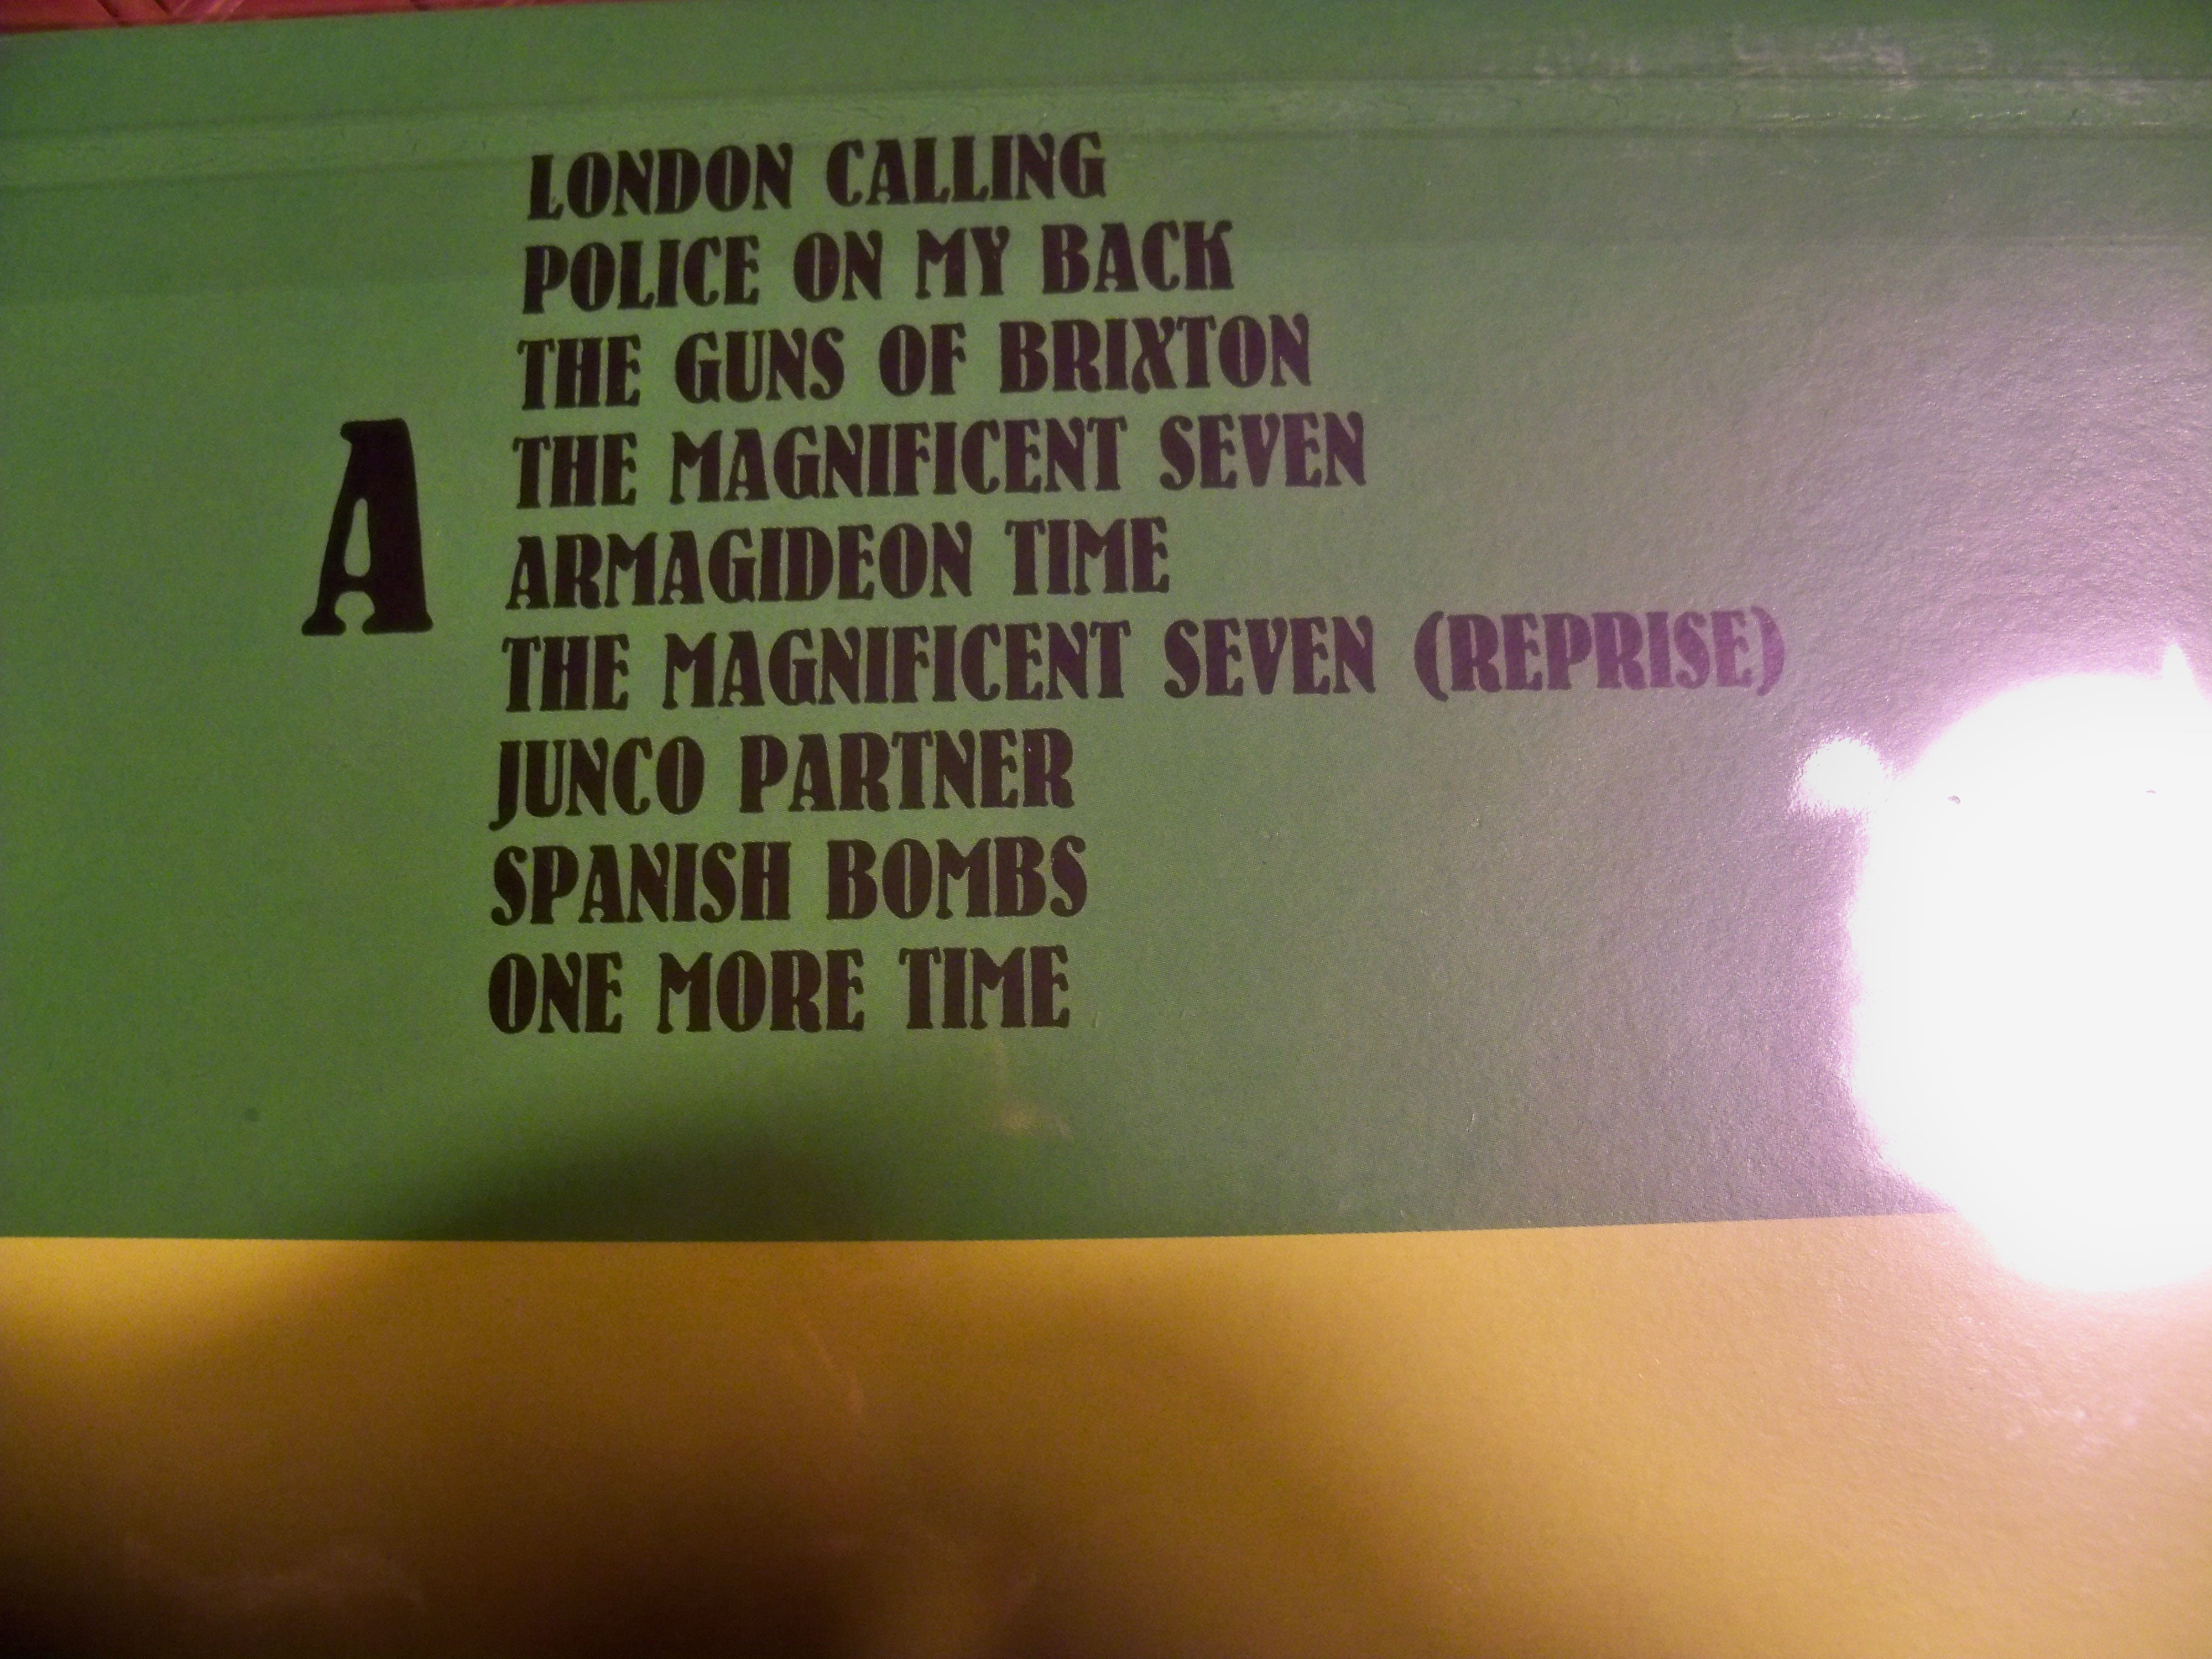 A
LONDON CALLING
POLICE ON MY BACK
THE GUNS OF BRIXTON
THE MAGNIFICENT SEVEN
ARMAGIDEON TIME
THE MAGNIFICENT SEVEN (REPRISE)
JUNCO PARTNER
SPANISH BOMBS
ONE MORE TIME